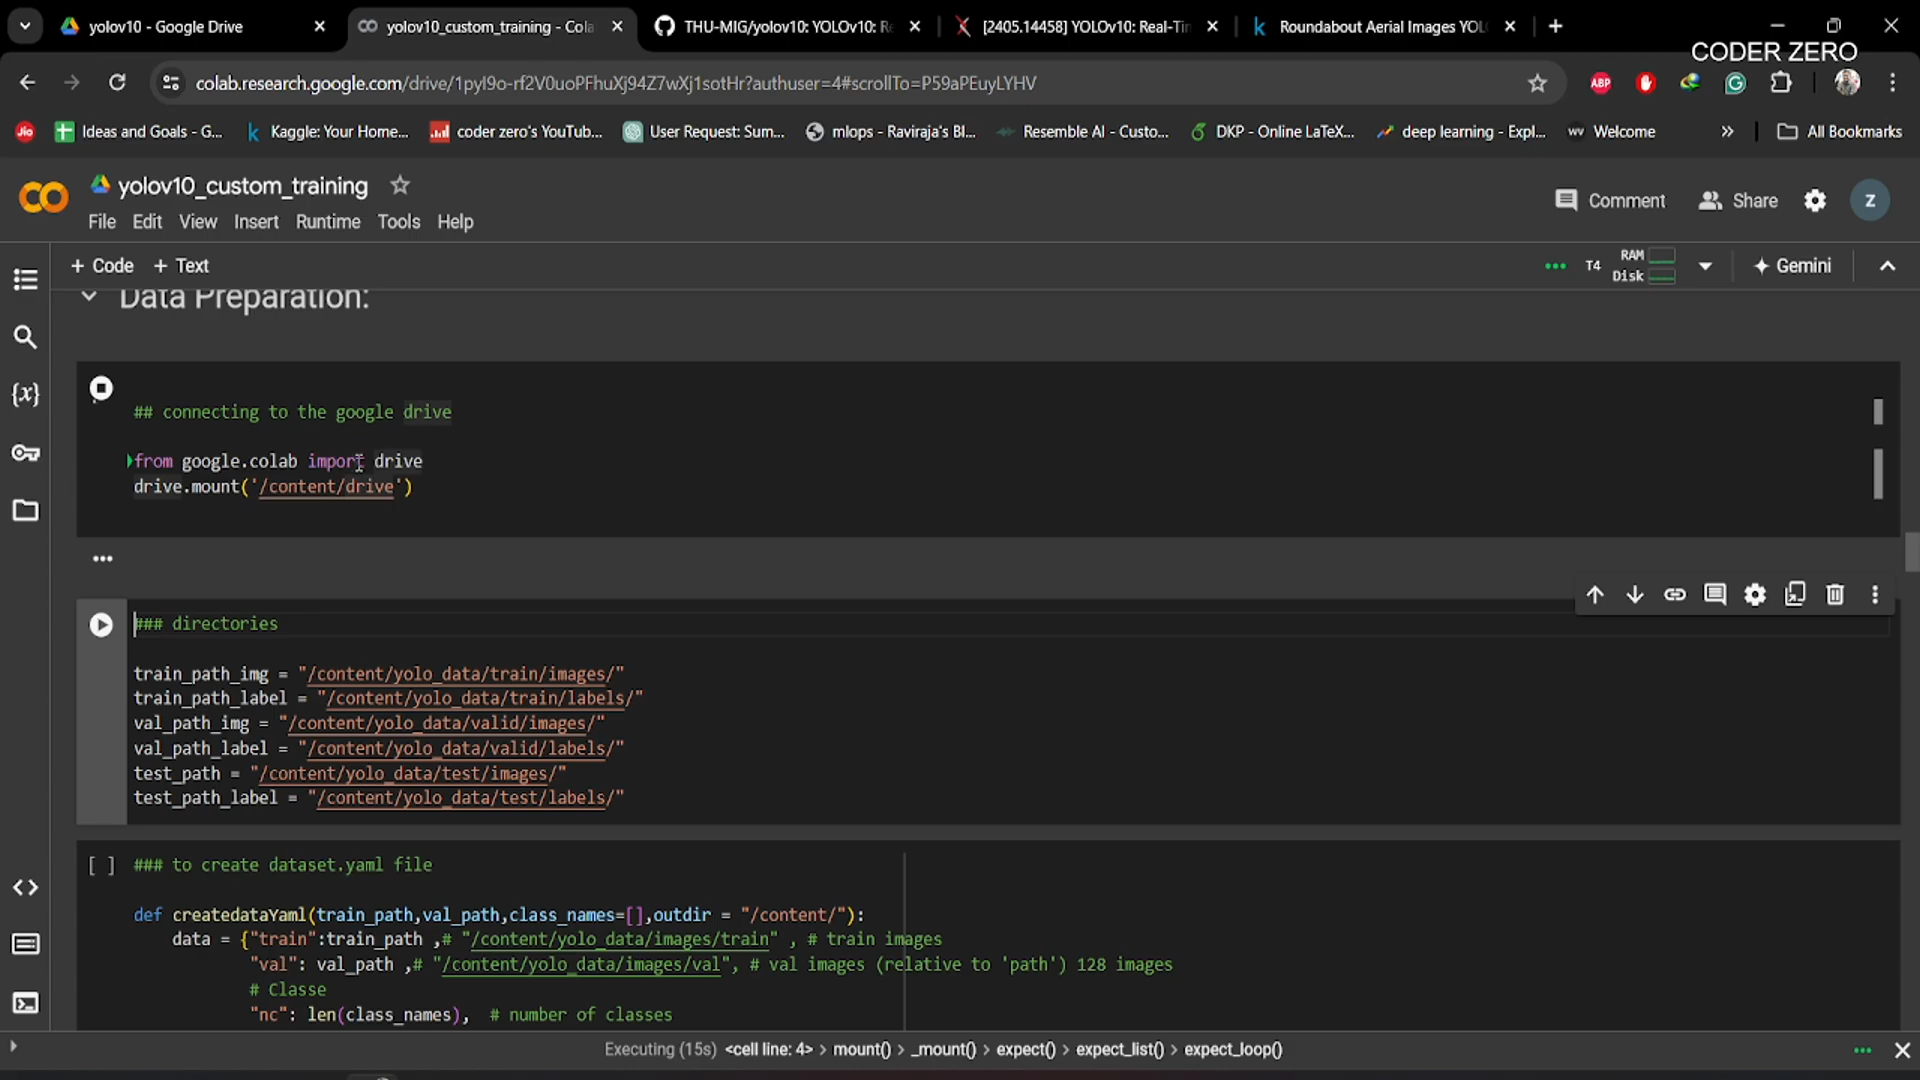 yolov10 - Google Drive
yolov10_custom_training - Cola
THU-MIG/yolov10: YOLOv10: Re
[2405.14458] YOLOv10: Real-Tin
Roundabout Aerial Images YOL
CODER ZERO
colab.research.google.com/drive/1pyI9o-rf2V0uoPFhuXj94Z7wXj1sotHr?authuser=4#scrollTo=P59aPEuyLYHV
ABP
Jio
Ideas and Goals - G...
Kaggle: Your Home...
coder zero's YouTub...
User Request: Sum...
mlops - Raviraja's Bl...
Resemble AI - Custo...
DKP - Online LaTeX...
deep learning - Expl...
Welcome
All Bookmarks
yolov10_custom_training
Comment
Share
Z
File Edit View Insert Runtime Tools Help
+ Code + Text
T4
RAM
Disk
Gemini
Data Preparation:
## connecting to the google drive
from google.colab import drive
drive.mount('/content/drive')
### directories
train_path_img = "/content/yolo_data/train/images/"
train_path_label = "/content/yolo_data/train/labels/"
val_path_img = "/content/yolo_data/valid/images/"
val_path_label = "/content/yolo_data/valid/labels/"
test_path = "/content/yolo_data/test/images/"
test_path_label = "/content/yolo_data/test/labels/"
[ ] ### to create dataset.yaml file
def createdataYaml(train_path,val_path,class_names=[],outdir = "/content/"):
data = {"train":train_path ,# "/content/yolo_data/images/train" , # train images
"val": val_path ,# "/content/yolo_data/images/val", # val images (relative to 'path') 128 images
# Classe
"nc": len(class_names), # number of classes
Executing (15s) <cell line: 4> > mount() > _mount() > expect() > expect_list() > expect_loop()